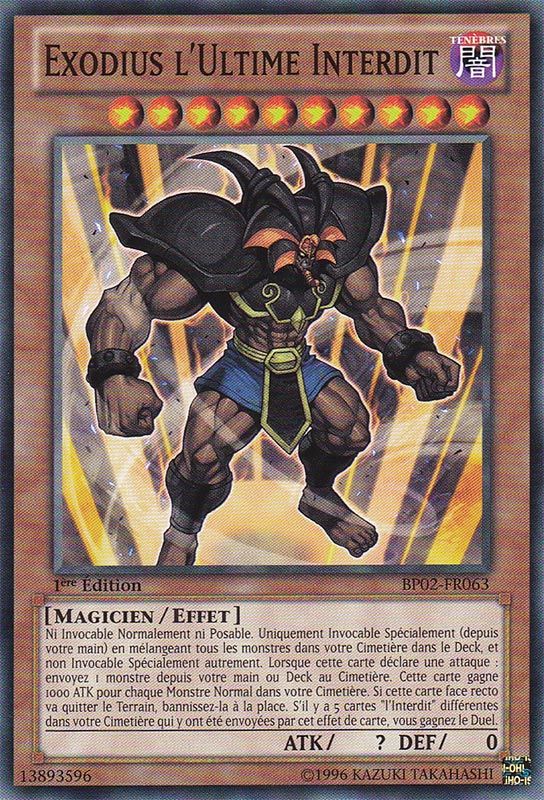 EXODIUS L'ULTIME INTERDIT
TÉNÈBRES
闇
1ère Édition
BP02-FR063
[MAGICIEN / EFFET]
Ni Invocable Normalement ni Posable. Uniquement Invocable Spécialement (depuis
votre main) en mélangeant tous les monstres dans votre Cimetière dans le Deck, et
non Invocable Spécialement autrement. Lorsque cette carte déclare une attaque :
envoyez 1 monstre depuis votre main ou Deck au Cimetière. Cette carte gagne
1000 ATK pour chaque Monstre Normal dans votre Cimetière. Si cette carte face recto
va quitter le Terrain, bannissez-la à la place. S'il y a 5 cartes "l'Interdit" différentes
dans votre Cimetière qui y ont été envoyées par cet effet de carte, vous gagnez le Duel.
ATK/ ? DEF/ 0
13893596
©1996 KAZUKI TAKAHASHI